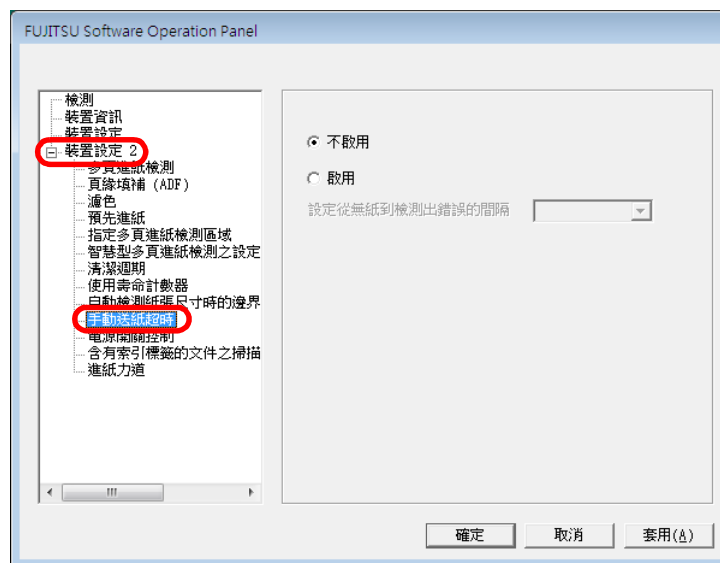 FUJITSU Software Operation Panel
檢測
裝置資訊
裝置設定
裝置設定 2
多頁進紙檢測
頁緣填補 (ADF)
濾色
預先進紙
指定多頁進紙檢測區域
智慧型多頁進紙檢測之設定
清潔週期
使用壽命計數器
自動檢測紙張尺寸時的邊界
手動送紙超時
電源開關控制
含有索引標籤的文件之掃描
進紙力道
不啟用
啟用
設定從無紙到檢測出錯誤的間隔
確定
取消
套用(A)